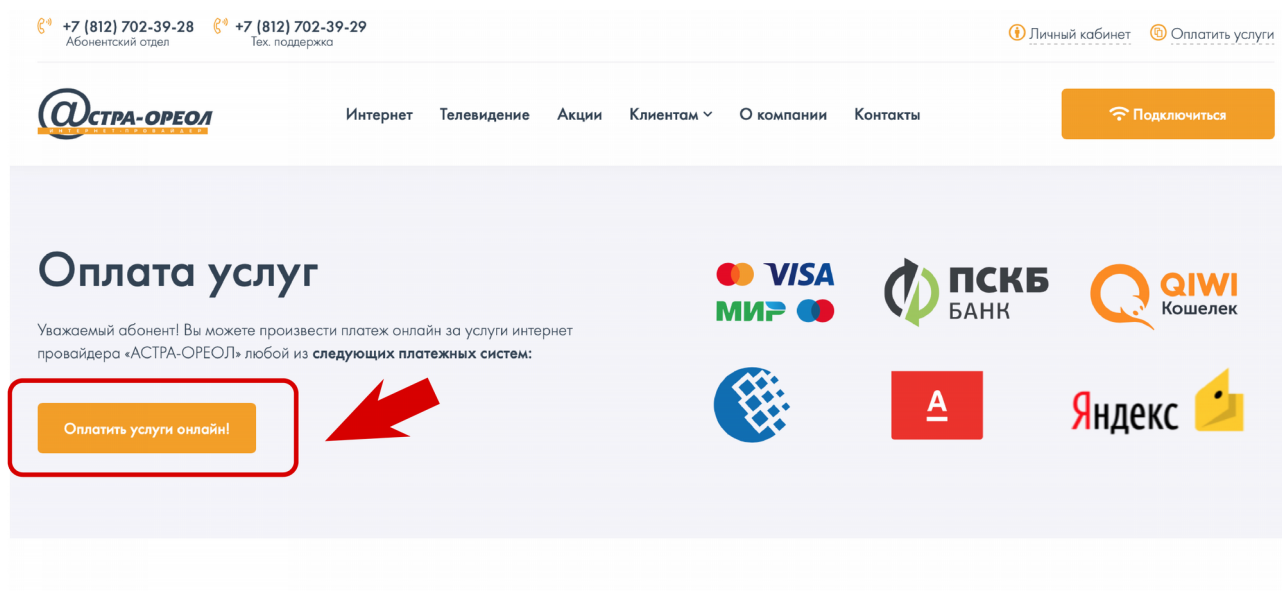 +7 (812) 702-39-28 +7 (812) 702-39-29
Абонентский отдел Тех. поддержка
Личный кабинет Оплатить услуги
@СТРА-ОРЕОЛ
ИНТЕРНЕТ-ПРОВАЙДЕР
Интернет Телевидение Акции Клиентам О компании Контакты
Подключиться
Оплата услуг
Уважаемый абонент! Вы можете произвести платеж онлайн за услуги интернет
провайдера «АСТРА-ОРЕОЛ» любой из следующих платежных систем:
Оплатить услуги онлайн!
VISA
МИР
ПСКБ
БАНК
QIWI
Кошелек
А
Яндекс